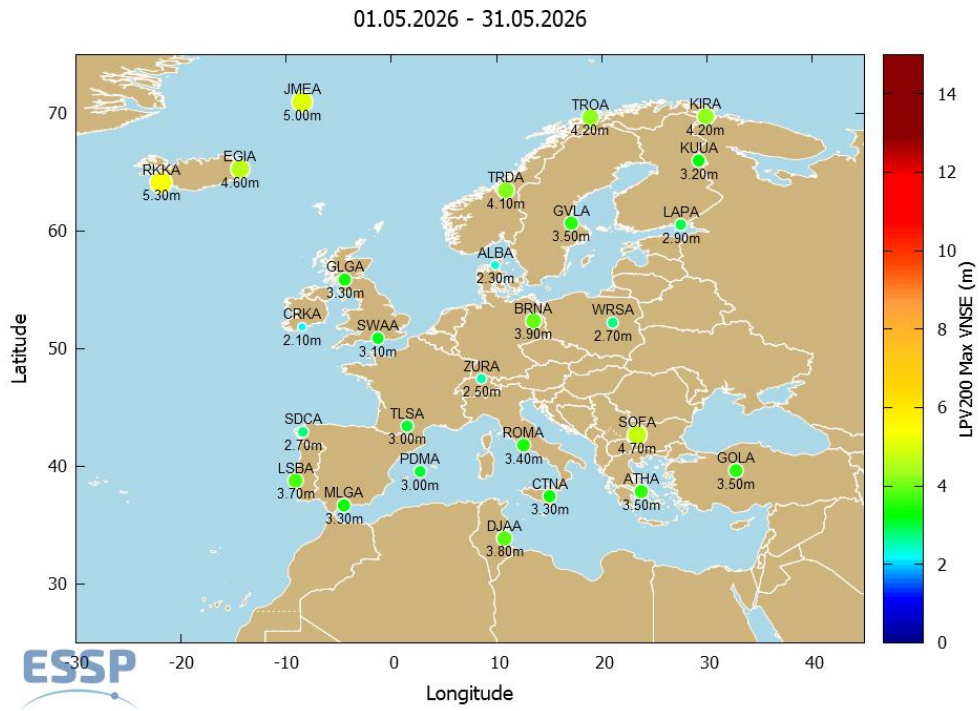 01.05.2026 - 31.05.2026
JMEA
5.00m
TROA
4.20m
KIRA
4.20m
KUUA
3.20m
EGIA
4.60m
RKKA
5.30m
TRDA
4.10m
GVLA
3.50m
LAPA
2.90m
ALBA
2.30m
GLGA
3.30m
CRKA
2.10m
SWAA
3.10m
BRNA
3.90m
WRSA
2.70m
ZURA
2.50m
SDCA
2.70m
TLSA
3.00m
ROMA
3.40m
SOFA
4.70m
LSBA
3.70m
PDMA
3.00m
MLGA
3.30m
CTNA
3.30m
ATHA
3.50m
GOLA
3.50m
DJAA
3.80m
70
60
50
40
30
Latitude
-30
-20
-10
0
10
20
30
40
Longitude
14
12
10
8
6
4
2
0
LPV200 Max VNSE (m)
ESSP